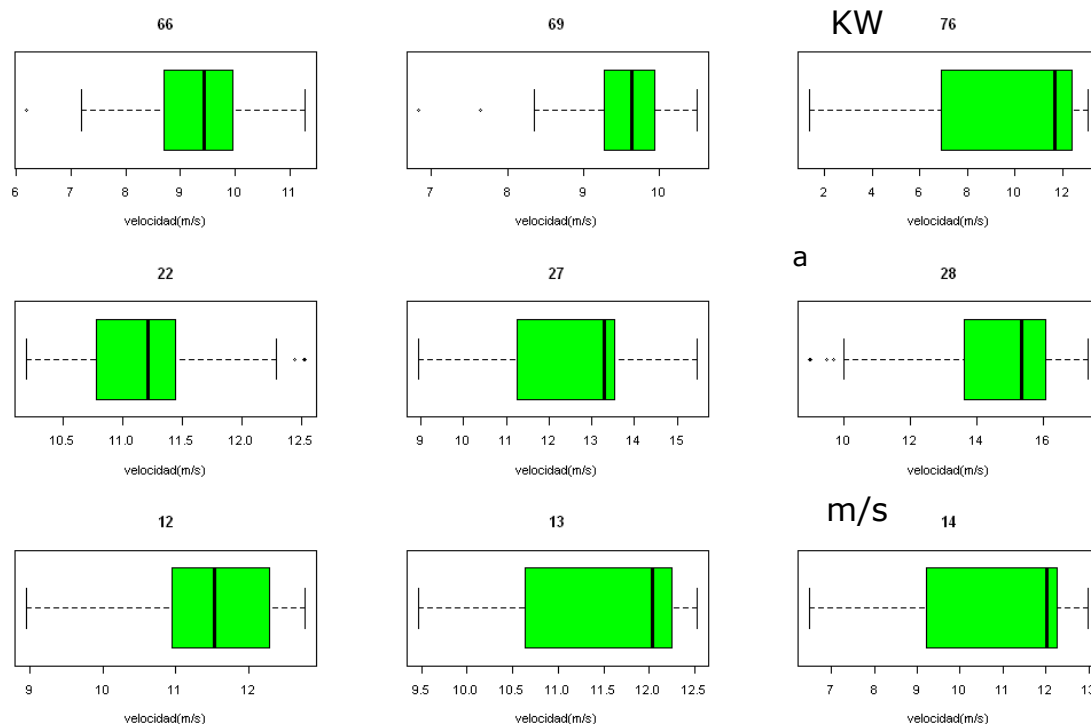 66 69 KW 76
6 7 8 9 10 11 7 8 9 10 2 4 6 8 10 12
velocidad(m/s) velocidad(m/s) velocidad(m/s)
a
22 27 28
10.5 11.0 11.5 12.0 12.5 9 10 11 12 13 14 15 10 12 14 16
velocidad(m/s) velocidad(m/s) velocidad(m/s)
m/s
12 13 14
9 10 11 12 9.5 10.0 10.5 11.0 11.5 12.0 12.5 7 8 9 10 11 12 13
velocidad(m/s) velocidad(m/s) velocidad(m/s)